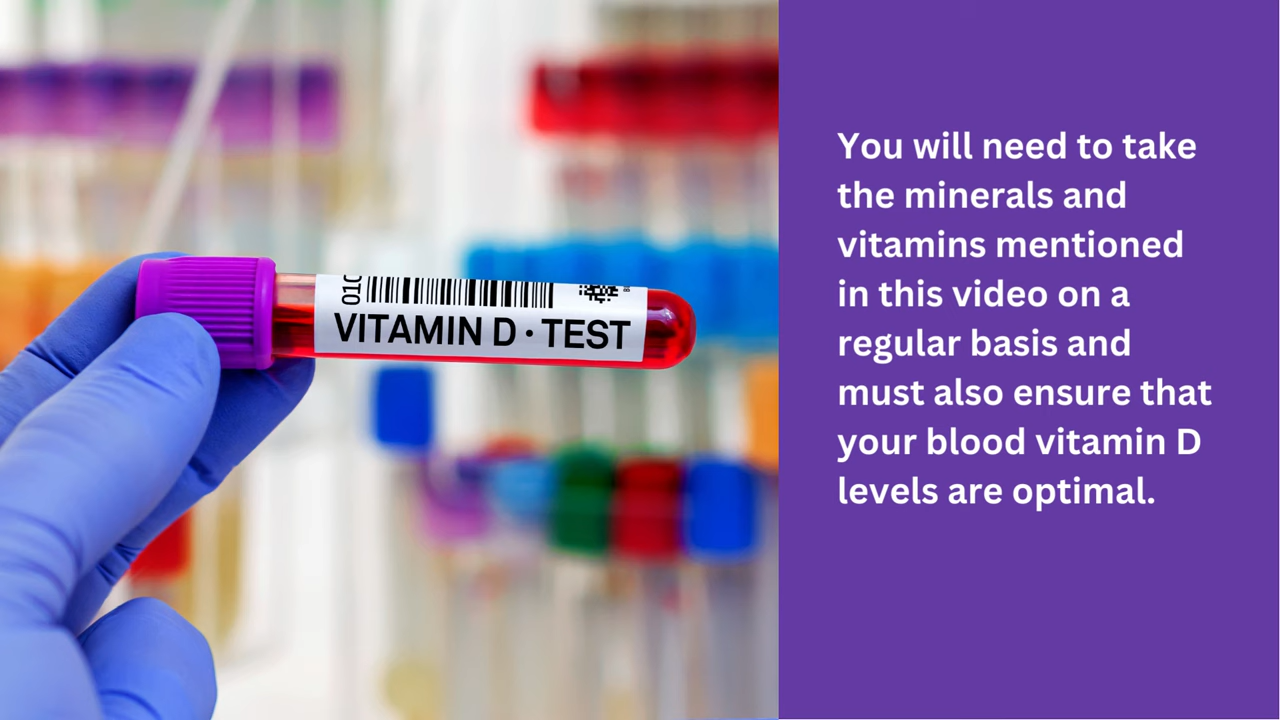 010
VITAMIN D · TEST
You will need to take
the minerals and
vitamins mentioned
in this video on a
regular basis and
must also ensure that
your blood vitamin D
levels are optimal.